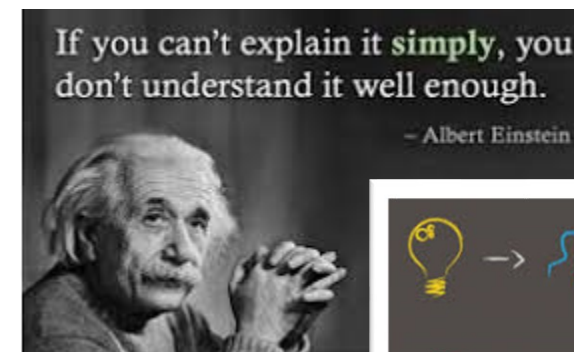 If you can't explain it simply, you
don't understand it well enough.
– Albert Einstein